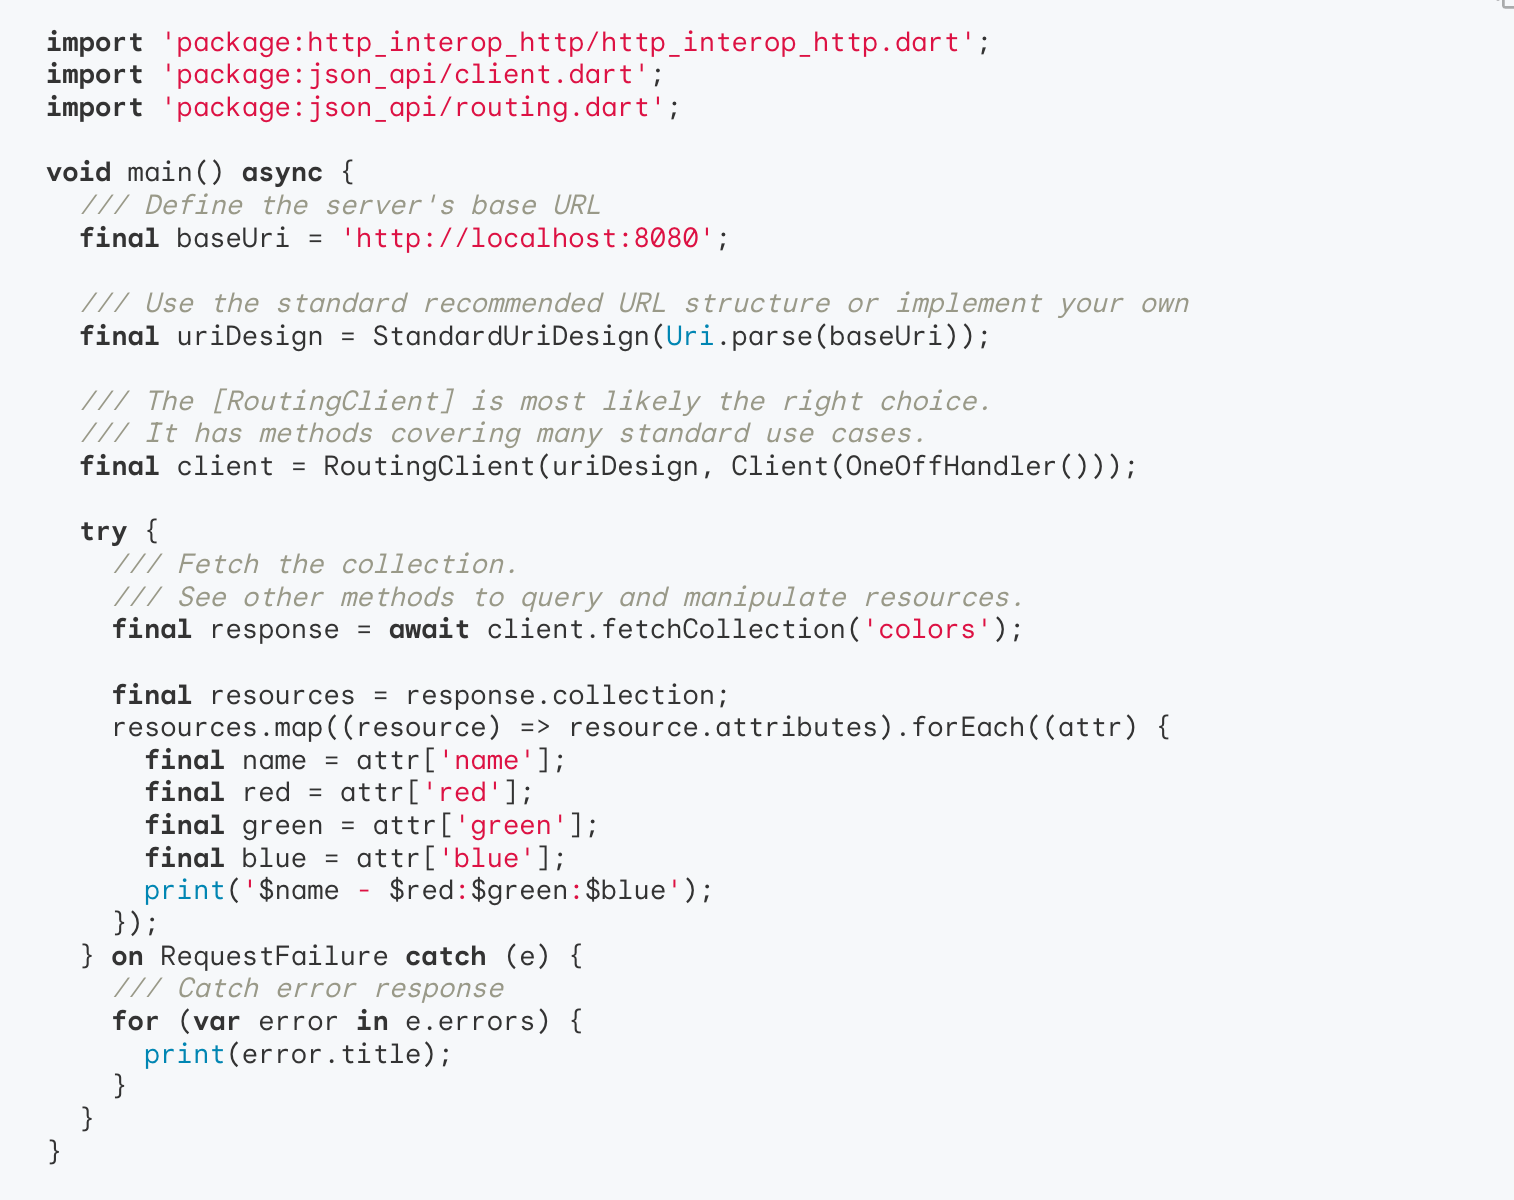 import 'package:http_interop_http/http_interop_http.dart';
import 'package:json_api/client.dart';
import 'package:json_api/routing.dart';

void main() async {
  /// Define the server's base URL
  final baseUri = 'http://localhost:8080';

  /// Use the standard recommended URL structure or implement your own
  final uriDesign = StandardUriDesign(Uri.parse(baseUri));

  /// The [RoutingClient] is most likely the right choice.
  /// It has methods covering many standard use cases.
  final client = RoutingClient(uriDesign, Client(OneOffHandler()));

  try {
    /// Fetch the collection.
    /// See other methods to query and manipulate resources.
    final response = await client.fetchCollection('colors');

    final resources = response.collection;
    resources.map((resource) => resource.attributes).forEach((attr) {
      final name = attr['name'];
      final red = attr['red'];
      final green = attr['green'];
      final blue = attr['blue'];
      print('$name - $red:$green:$blue');
    });
  } on RequestFailure catch (e) {
    /// Catch error response
    for (var error in e.errors) {
      print(error.title);
    }
  }
}